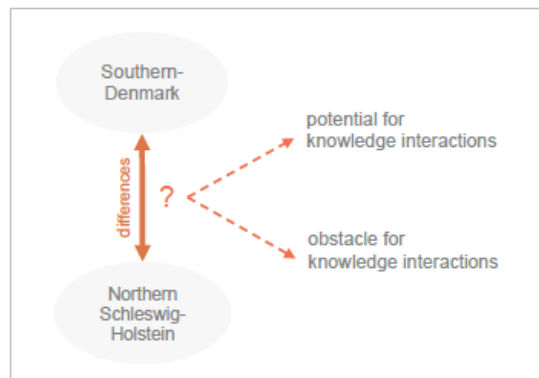 Southern-
Denmark
potential for
knowledge interactions
differences
?
obstacle for
knowledge interactions
Northern
Schleswig-
Holstein